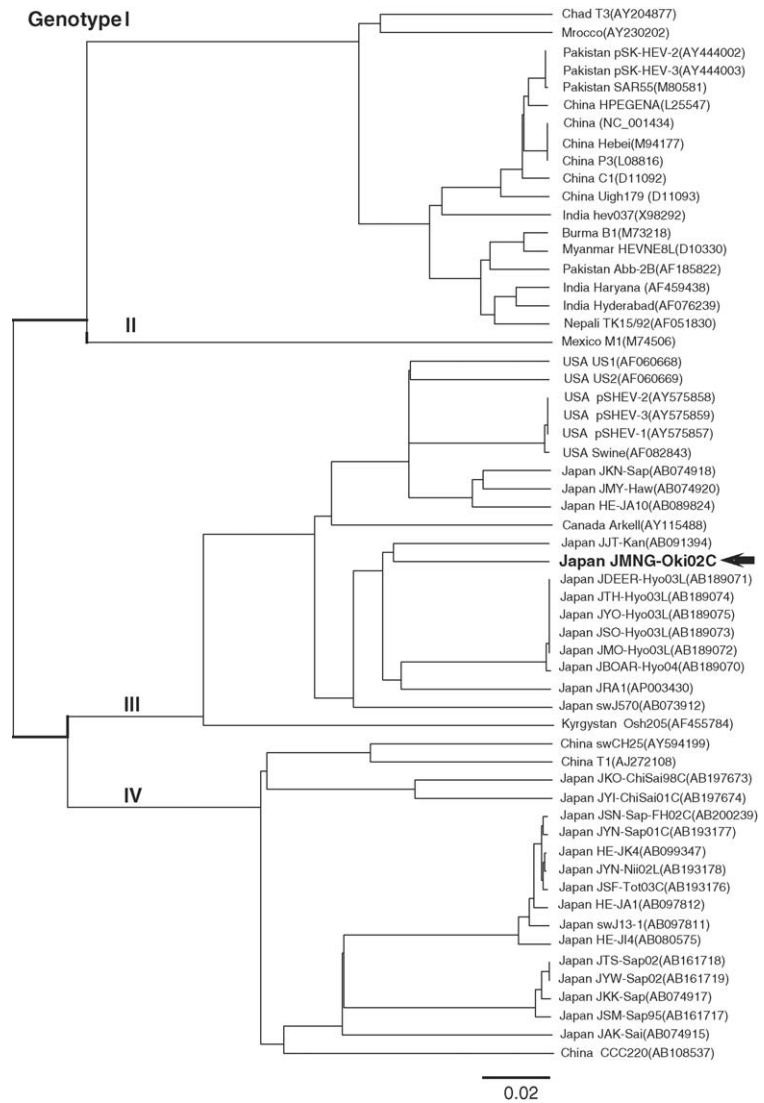 Genotype I
Chad T3(AY204877)
Mrocco(AY230202)
Pakistan pSK-HEV-2(AY444002)
Pakistan pSK-HEV-3(AY444003)
Pakistan SAR55(M80581)
China HPEGENA(L25547)
China (NC_001434)
China Hebei(M94177)
China P3(L08816)
China C1(D11092)
China Uigh179 (D11093)
India hev037(X98292)
Burma B1(M73218)
Myanmar HEVNE8L(D10330)
Pakistan Abb-2B(AF185822)
India Haryana (AF459438)
India Hyderabad(AF076239)
Nepali TK15/92(AF051830)
II
Mexico M1(M74506)
USA US1(AF060668)
USA US2(AF060669)
USA pSHEV-2(AY575858)
USA pSHEV-3(AY575859)
USA pSHEV-1(AY575857)
USA Swine(AF082843)
Japan JKN-Sap(AB074918)
Japan JMY-Haw(AB074920)
Japan HE-JA10(AB089824)
Canada Arkell(AY115488)
Japan JJT-Kan(AB091394)
Japan JMNG-Oki02C
Japan JDEER-Hyo03L(AB189071)
Japan JTH-Hyo03L(AB189074)
Japan JYO-Hyo03L(AB189075)
Japan JSO-Hyo03L(AB189073)
Japan JMO-Hyo03L(AB189072)
Japan JBOAR-Hyo04(AB189070)
Japan JRA1(AP003430)
III
Japan swJ570(AB073912)
Kyrgystan Osh205(AF455784)
China swCH25(AY594199)
China T1(AJ272108)
Japan JKO-ChiSai98C(AB197673)
IV
Japan JYI-ChiSai01C(AB197674)
Japan JSN-Sap-FH02C(AB200239)
Japan JYN-Sap01C(AB193177)
Japan HE-JK4(AB099347)
Japan JYN-Nii02L(AB193178)
Japan JSF-Tot03C(AB193176)
Japan HE-JA1(AB097812)
Japan swJ13-1(AB097811)
Japan HE-JI4(AB080575)
Japan JTS-Sap02(AB161718)
Japan JYW-Sap02(AB161719)
Japan JKK-Sap(AB074917)
Japan JSM-Sap95(AB161717)
Japan JAK-Sai(AB074915)
China CCC220(AB108537)
0.02